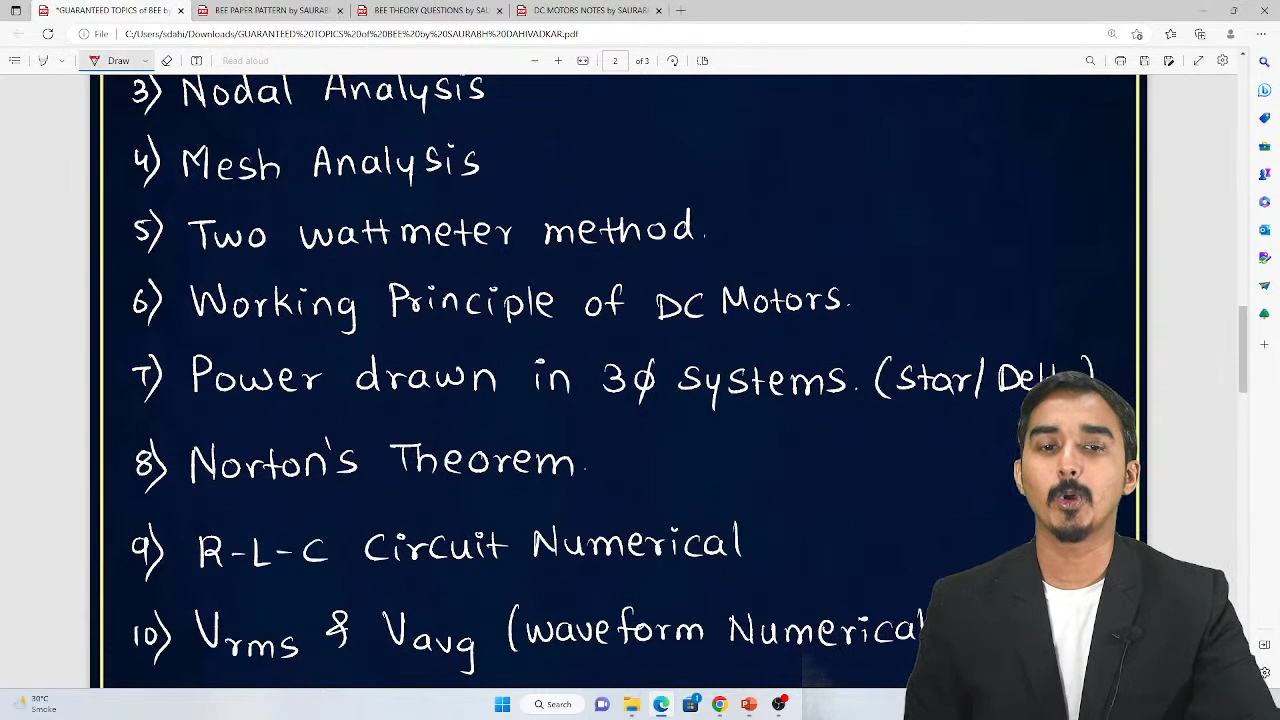 *GUARANTEED TOPICS of BEE by
BEE PAPER PATTERN by SAURAB
BEE THEORY QUESTIONS by SAU
DC MOTORS NOTES by SAURABH
File
C:/Users/sdahi/Downloads/GUARANTEED%20TOPICS%20of%20BEE%20by%20SAURABH%20DAHIVADKAR.pdf
Draw
Read aloud
2 of 3
3) Nodal Analysis
4) Mesh Analysis
5) Two wattmeter method.
6) Working Principle of DC Motors.
7) Power drawn in 3ϕ systems. (star/Delta)
8) Norton's Theorem.
9) R-L-C Circuit Numerical
10) Vrms & Vavg (waveform Numerical
30°C
Smoke
Search